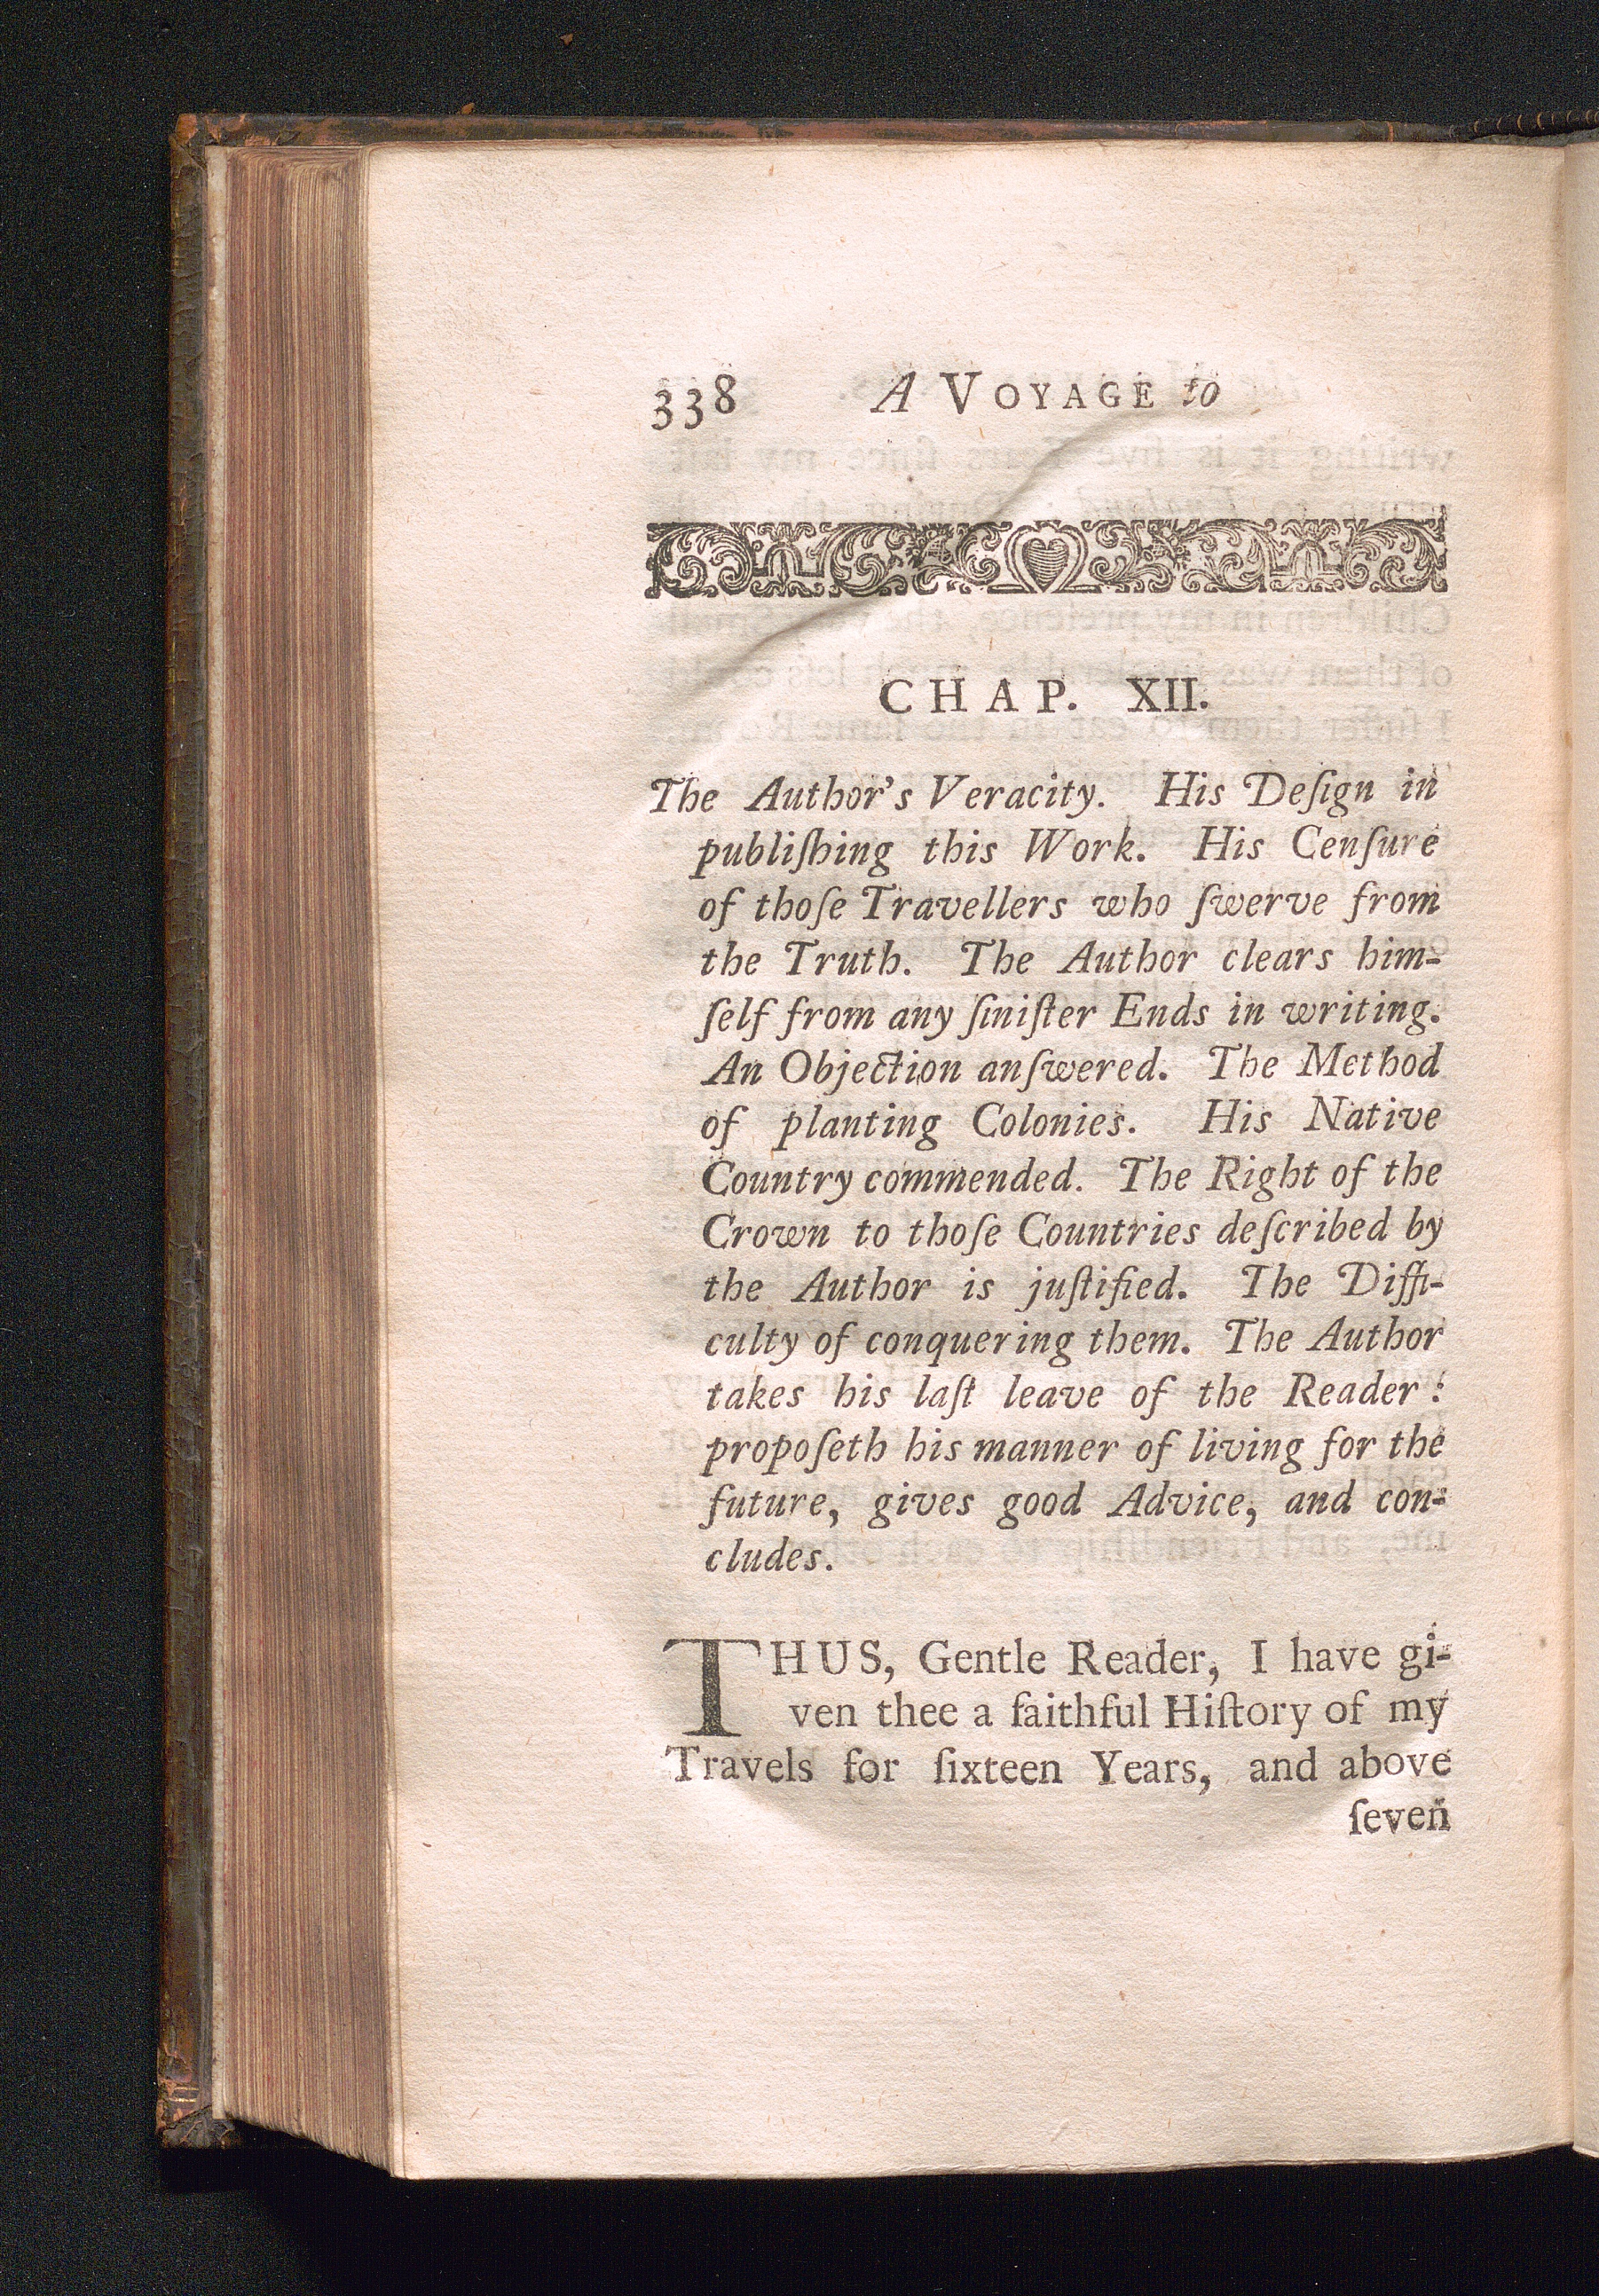 338 A VOYAGE to
CHAP. XII.
The Author's Veracity. His Deſign in
publiſhing this Work. His Cenſure
of thoſe Travellers who ſwerve from
the Truth. The Author clears him-
ſelf from any ſiniſter Ends in writing.
An Objection anſwered. The Method
of planting Colonies. His Native
Country commended. The Right of the
Crown to thoſe Countries deſcribed by
the Author is juſtified. The Diffi-
culty of conquering them. The Author
takes his laſt leave of the Reader:
propoſeth his manner of living for the
future, gives good Advice, and con-
cludes.
THUS, Gentle Reader, I have gi-
ven thee a faithful Hiſtory of my
Travels for ſixteen Years, and above
ſeven